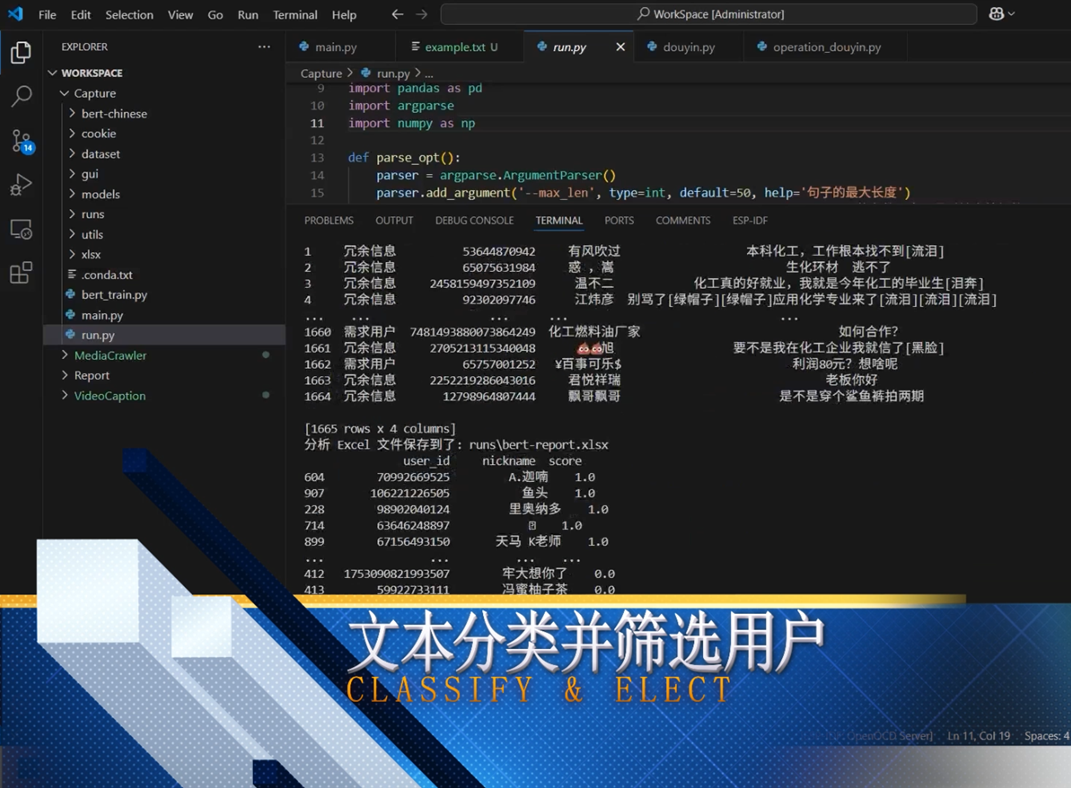 File Edit Selection View Go Run Terminal Help
WorkSpace [Administrator]
EXPLORER
WORKSPACE
Capture
bert-chinese
cookie
dataset
gui
models
runs
utils
xlsx
.conda.txt
bert_train.py
main.py
run.py
MediaCrawler
Report
VideoCaption
14
main.py example.txt U run.py douyin.py operation_douyin.py
Capture > run.py > ...
9 import pandas as pd
10 import argparse
11 import numpy as np
12
13 def parse_opt():
14 parser = argparse.ArgumentParser()
15 parser.add_argument('--max_len', type=int, default=50, help='句子的最大长度')
PROBLEMS OUTPUT DEBUG CONSOLE TERMINAL PORTS COMMENTS ESP-IDF
1 冗余信息 53644870942 有风吹过 本科化工，工作根本找不到[流泪]
2 冗余信息 65075631984 惑 ，嵩 生化环材 逃不了
3 冗余信息 2458159497352109 温不二 化工真的好就业，我就是今年化工的毕业生[泪奔]
4 冗余信息 92302097746 江炜彦 别骂了[绿帽子][绿帽子]应用化学专业来了[流泪][流泪][流泪]
... ... ... ... ...
1660 需求用户 7481493880073864249 化工燃料油厂家 如何合作？
1661 冗余信息 2705213115340048 💩💩旭 要不是我在化工企业我就信了[黑脸]
1662 需求用户 65757001252 ¥百事可乐$ 利润80元？想啥呢
1663 冗余信息 2252219286043016 君悦祥瑞 老板你好
1664 冗余信息 12798964807444 飘哥飘哥 是不是穿个鲨鱼裤拍两期
[1665 rows x 4 columns]
分析 Excel 文件保存到了: runs\bert-report.xlsx
user_id nickname score
604 70992669525 A.迦喃 1.0
907 106221226505 鱼头 1.0
228 98902040124 里奥纳多 1.0
714 63646248897 1.0
899 67156493150 天马 K老师 1.0
... ... ... ...
412 1753090821993507 牢大想你了 0.0
413 59922733111 冯蜜柚子茶 0.0
文本分类并筛选用户
CLASSIFY & ELECT
OpenOCD Server] Ln 11, Col 19 Spaces: 4